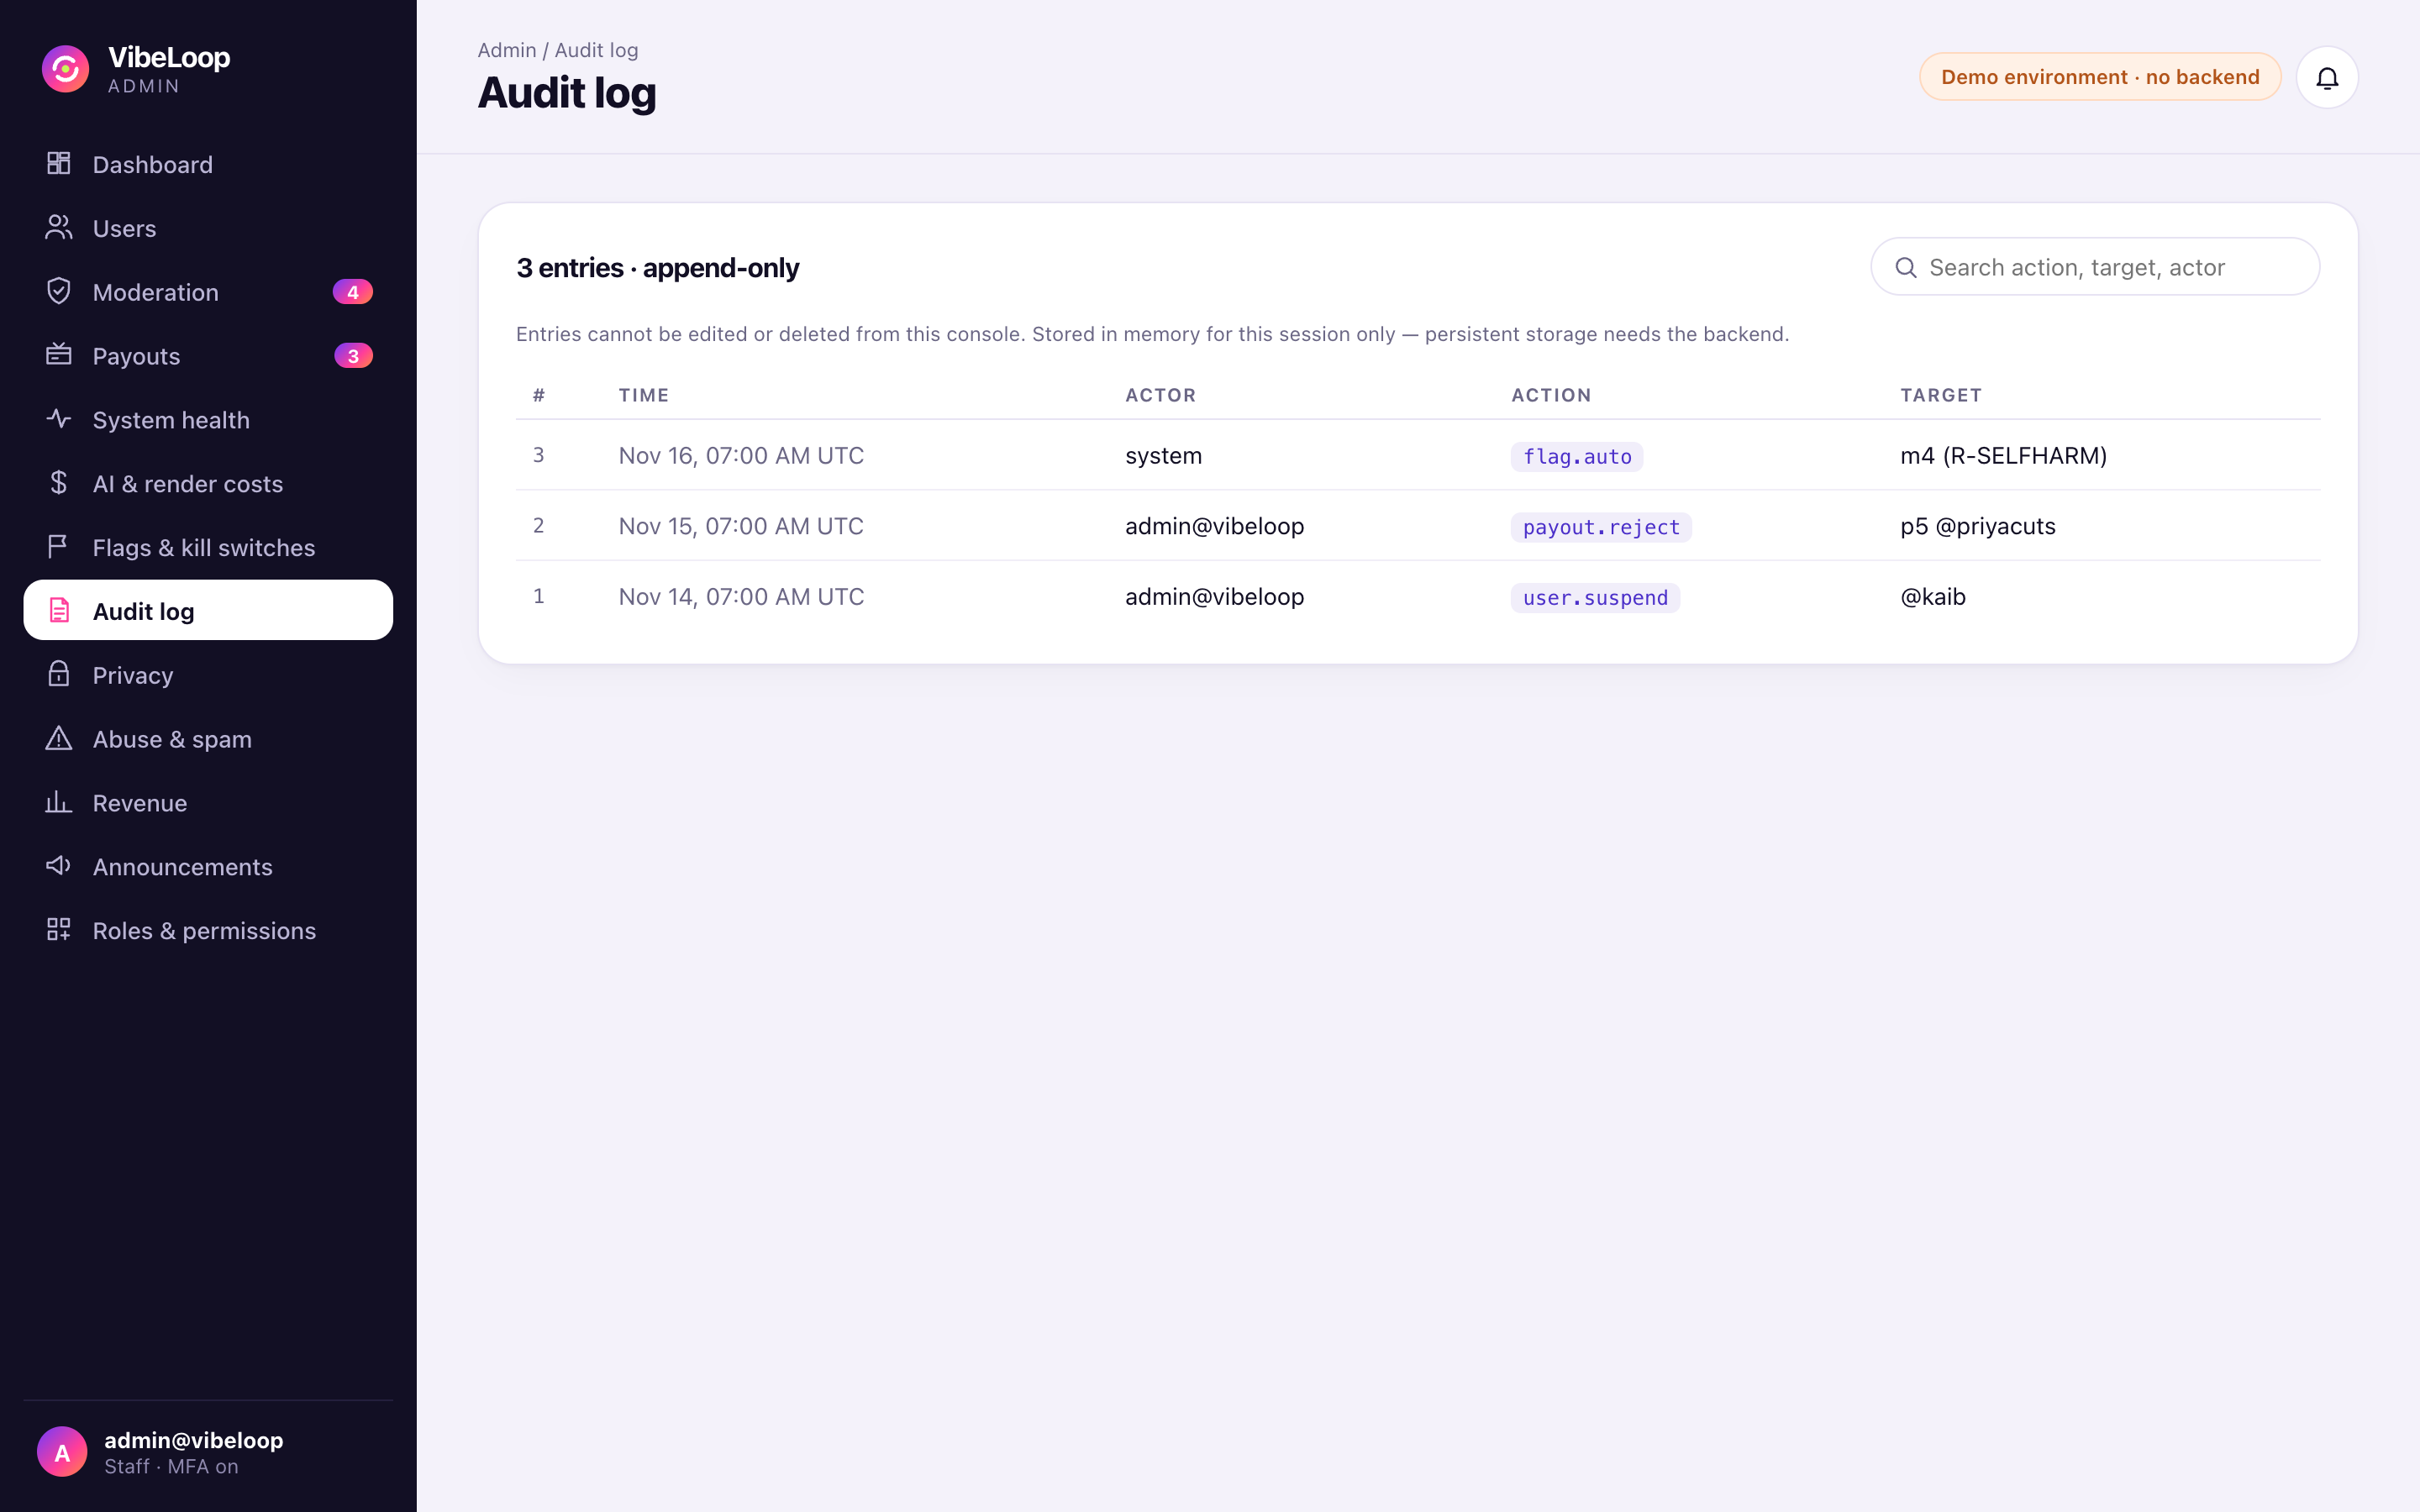 VibeLoop
ADMIN
Dashboard
Users
Moderation 4
Payouts 3
System health
AI & render costs
Flags & kill switches
Audit log
Privacy
Abuse & spam
Revenue
Announcements
Roles & permissions
A
admin@vibeloop
Staff · MFA on
Admin / Audit log
Audit log
Demo environment · no backend
3 entries · append-only
Search action, target, actor
Entries cannot be edited or deleted from this console. Stored in memory for this session only — persistent storage needs the backend.
# TIME ACTOR ACTION TARGET
3 Nov 16, 07:00 AM UTC system flag.auto m4 (R-SELFHARM)
2 Nov 15, 07:00 AM UTC admin@vibeloop payout.reject p5 @priyacuts
1 Nov 14, 07:00 AM UTC admin@vibeloop user.suspend @kaib